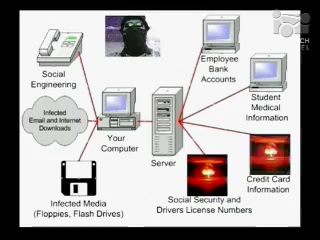 Social
Engineering
Infected
Email and Internet
Downloads
Infected Media
(Floppies, Flash Drives)
Your
Computer
Server
Employee
Bank
Accounts
Student
Medical
Information
Credit Card
Information
Social Security and
Drivers License Numbers